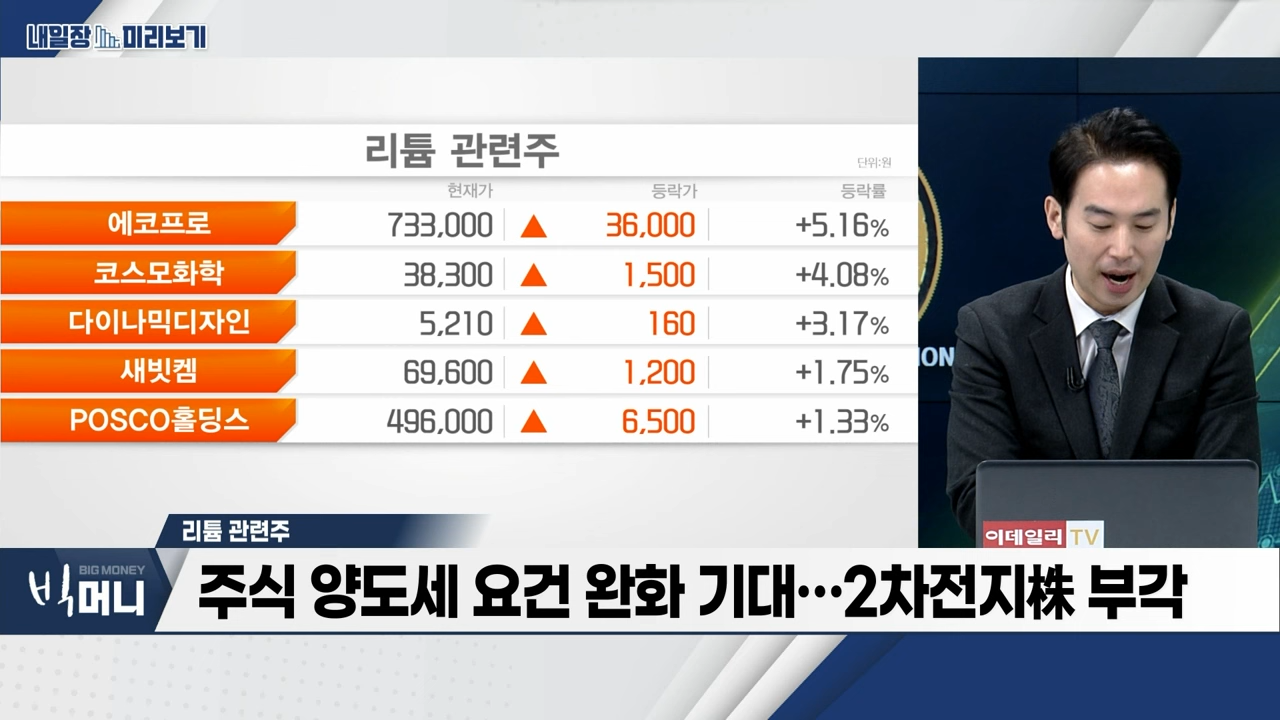 내일장 미리보기
리튬 관련주
단위:원
현재가 등락가 등락률
에코프로 733,000 ▲ 36,000 +5.16%
코스모화학 38,300 ▲ 1,500 +4.08%
다이나믹디자인 5,210 ▲ 160 +3.17%
새빗켐 69,600 ▲ 1,200 +1.75%
POSCO홀딩스 496,000 ▲ 6,500 +1.33%
ION
이데일리 TV
리튬 관련주
BIG MONEY
빅머니
주식 양도세 요건 완화 기대…2차전지株 부각